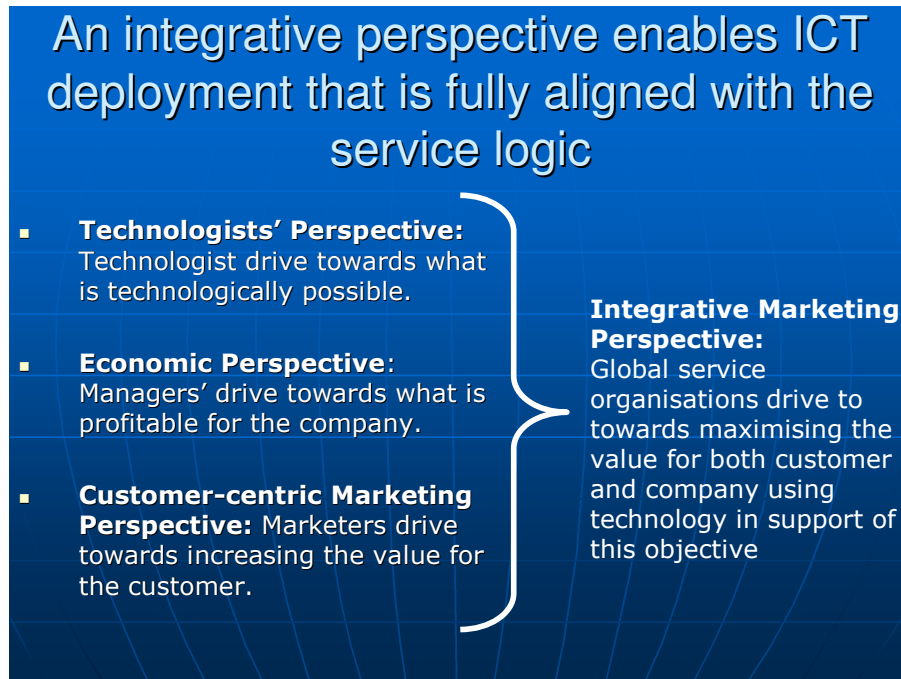 An integrative perspective enables ICT
deployment that is fully aligned with the
service logic
Technologists’ Perspective:
Technologist drive towards what
is technologically possible.
Economic Perspective:
Managers’ drive towards what is
profitable for the company.
Customer-centric Marketing
Perspective: Marketers drive
towards increasing the value for
the customer.
Integrative Marketing
Perspective:
Global service
organisations drive to
towards maximising the
value for both customer
and company using
technology in support of
this objective